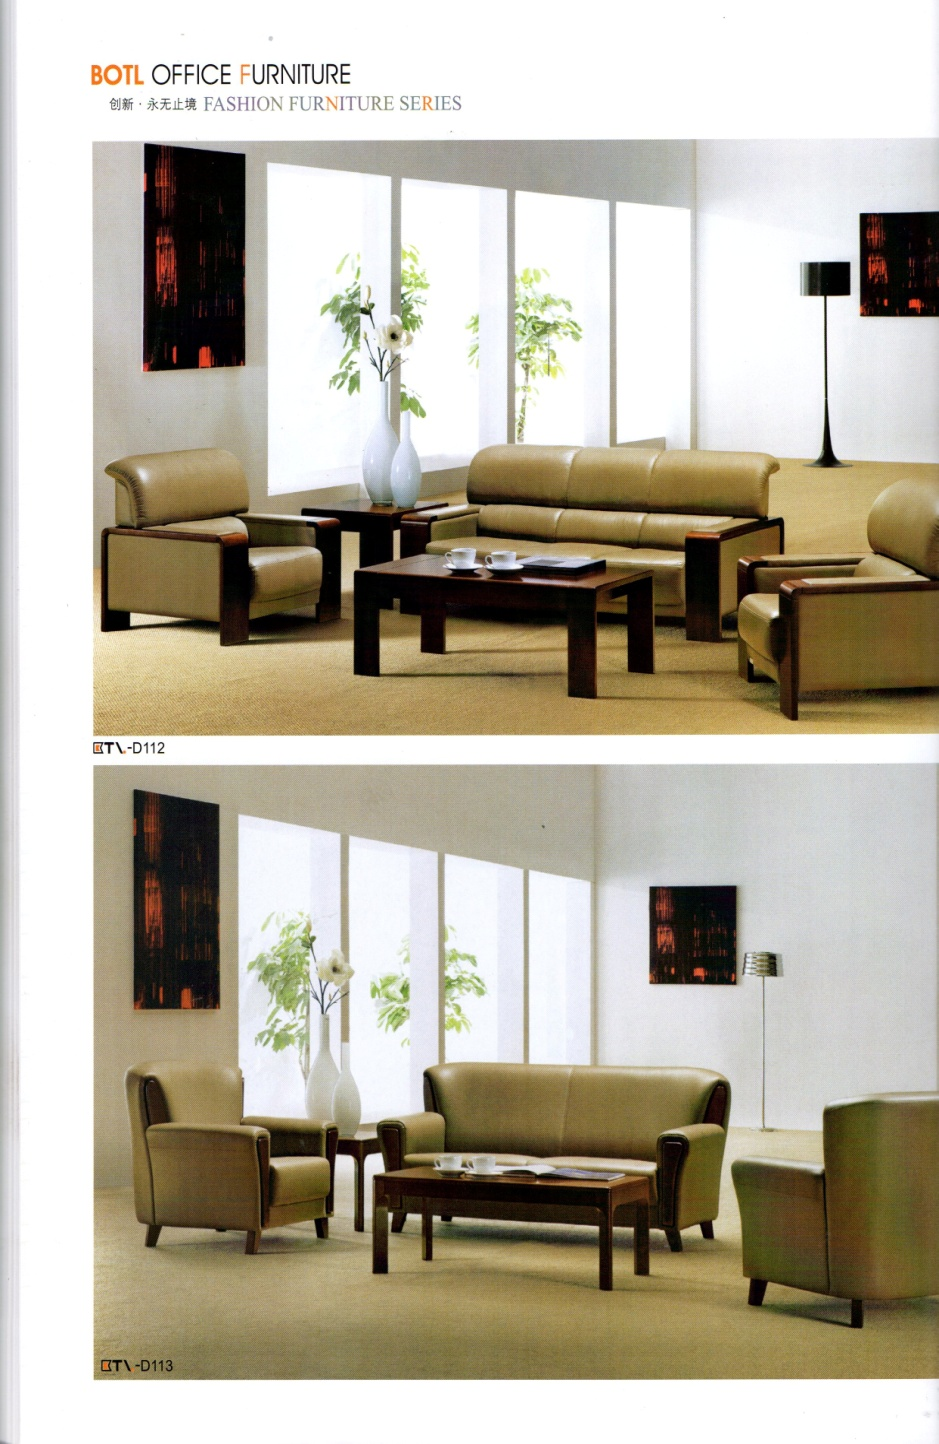 BOTL OFFICE FURNITURE
创新·永无止境 FASHION FURNITURE SERIES
-D112
-D113